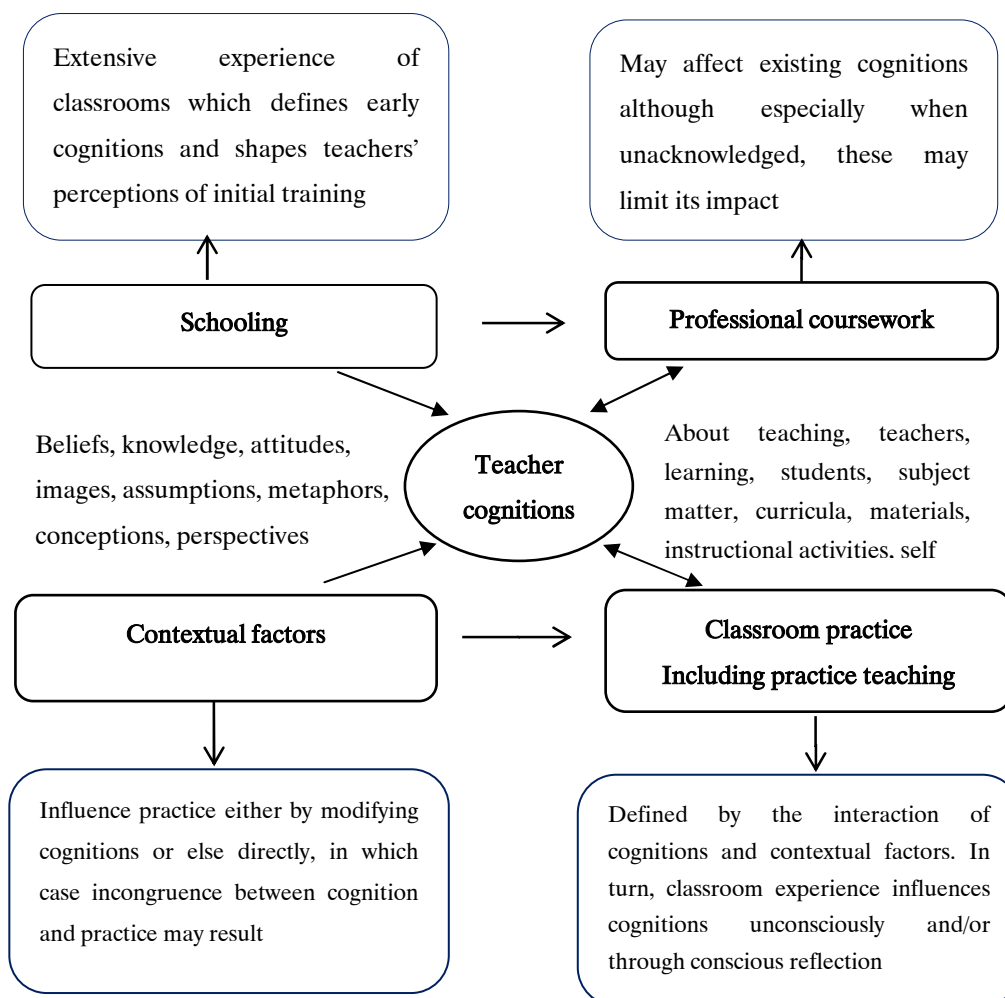 Extensive experience of
classrooms which defines early
cognitions and shapes teachers’
perceptions of initial training
May affect existing cognitions
although especially when
unacknowledged, these may
limit its impact
Schooling
Professional coursework
Beliefs, knowledge, attitudes,
images, assumptions, metaphors,
conceptions, perspectives
Teacher
cognitions
About teaching, teachers,
learning, students, subject
matter, curricula, materials,
instructional activities, self
Contextual factors
Classroom practice
Including practice teaching
Influence practice either by modifying
cognitions or else directly, in which
case incongruence between cognition
and practice may result
Defined by the interaction of
cognitions and contextual factors. In
turn, classroom experience influences
cognitions unconsciously and/or
through conscious reflection